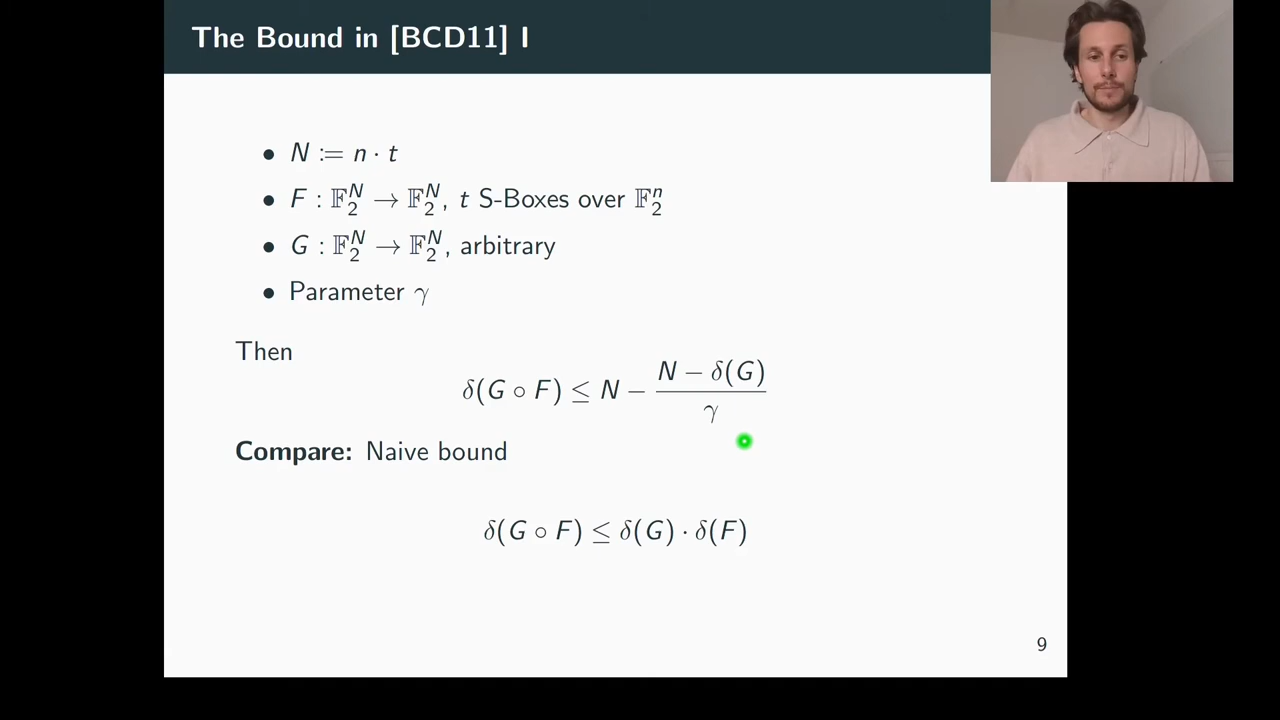 The Bound in [BCD11] I
• N := n · t
• F : 𝔽₂ᴺ → 𝔽₂ᴺ, t S-Boxes over 𝔽₂ⁿ
• G : 𝔽₂ᴺ → 𝔽₂ᴺ, arbitrary
• Parameter γ
Then
δ(G ∘ F) ≤ N − (N − δ(G))/γ
Compare: Naive bound
δ(G ∘ F) ≤ δ(G) · δ(F)
9